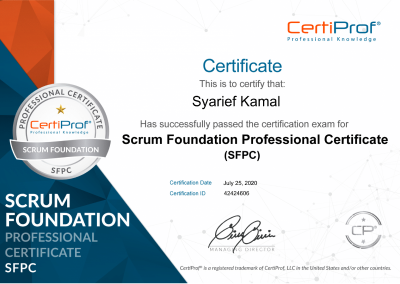 CertiProf®
Professional Knowledge
Certificate
This is to certify that:
Syarief Kamal
Has successfully passed the certification exam for
Scrum Foundation Professional Certificate
(SFPC)
PROFESSIONAL CERTIFICATE
CertiProf®
Professional Knowledge
SCRUM FOUNDATION
SFPC
Certification Date July 25, 2020
Certification ID 42424606
SCRUM
FOUNDATION
PROFESSIONAL
CERTIFICATE
SFPC
MANAGING DIRECTOR
CP
CertiProf® is a registered trademark of CertiProf, LLC in the United States and/or other countries.